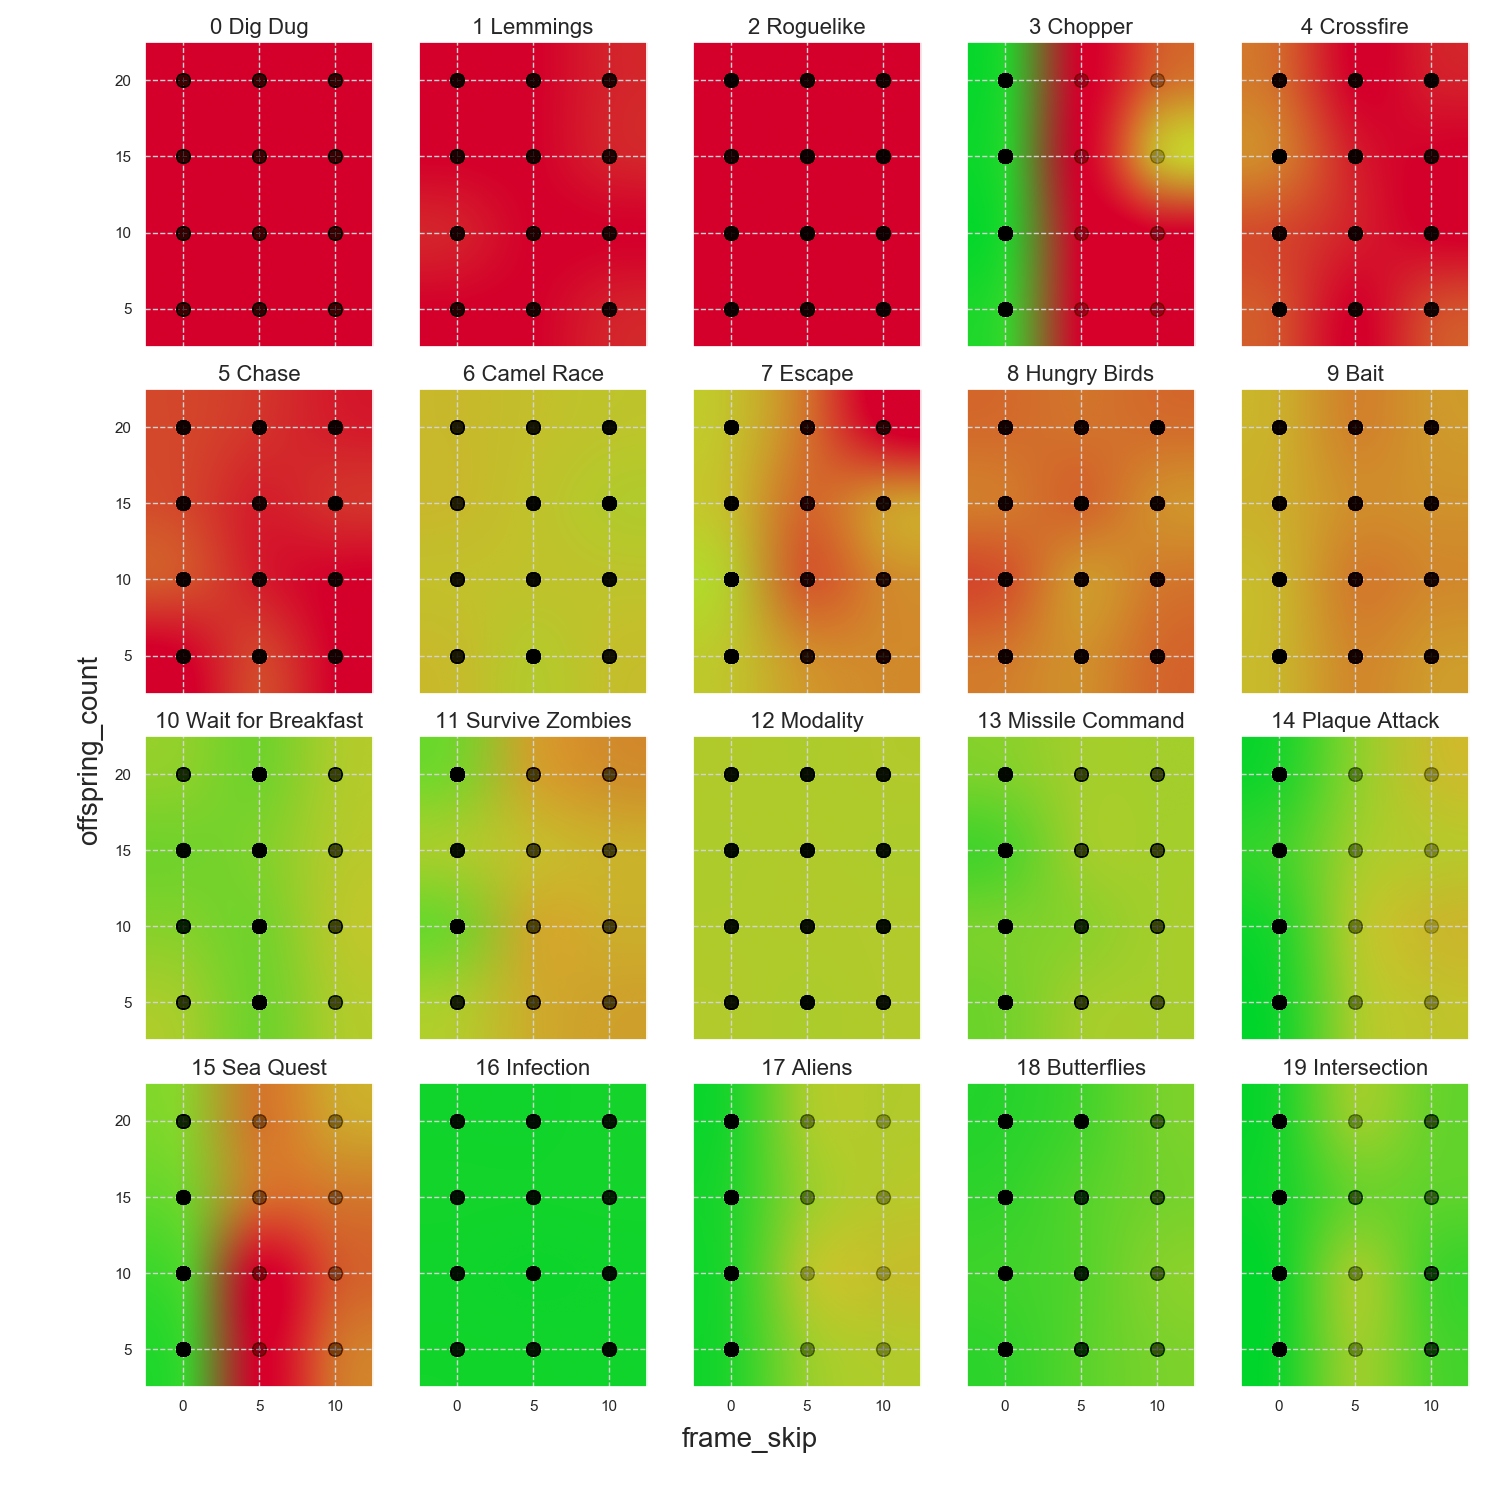 0 Dig Dug 1 Lemmings 2 Roguelike 3 Chopper 4 Crossfire
20
15
10
5
5 Chase 6 Camel Race 7 Escape 8 Hungry Birds 9 Bait
20
15
10
5
offspring_count
10 Wait for Breakfast 11 Survive Zombies 12 Modality 13 Missile Command 14 Plaque Attack
20
15
10
5
15 Sea Quest 16 Infection 17 Aliens 18 Butterflies 19 Intersection
20
15
10
5
0 5 10 0 5 10 0 5 10 0 5 10 0 5 10
frame_skip